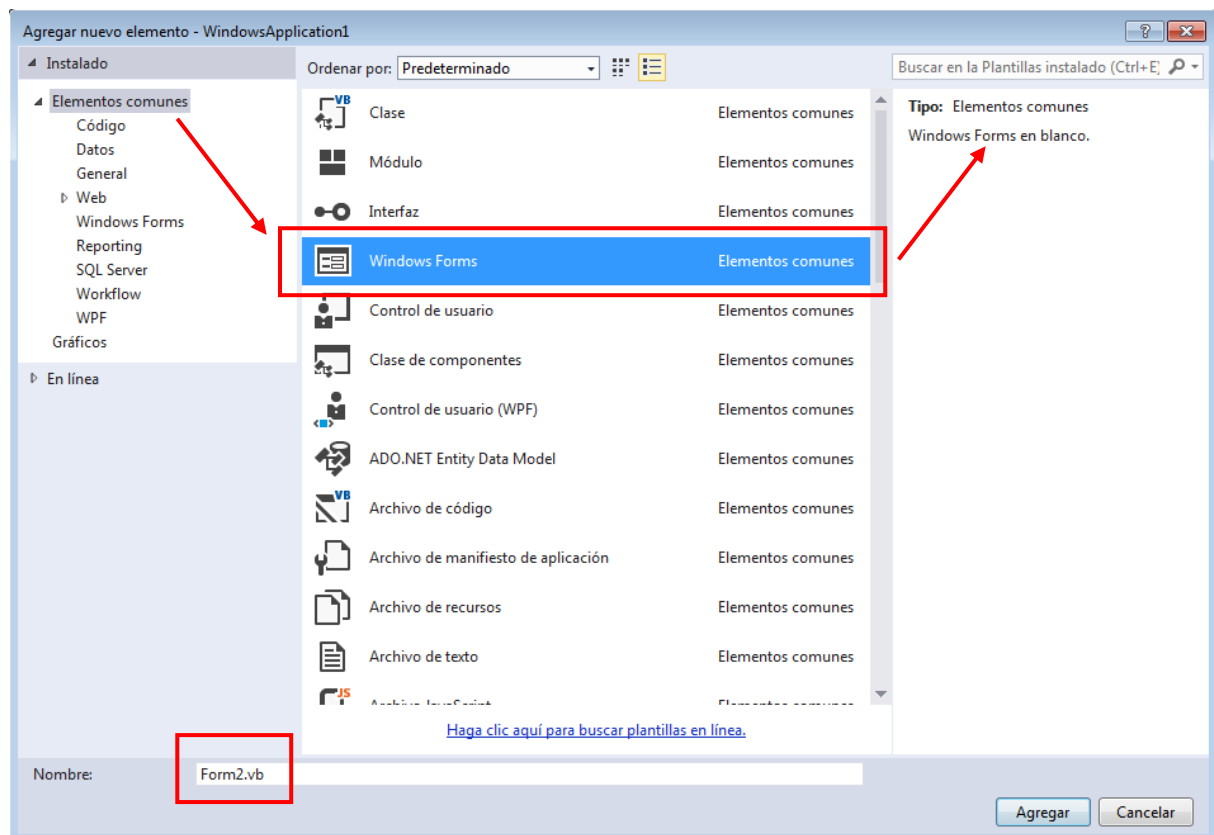 Agregar nuevo elemento - WindowsApplication1
Instalado
Elementos comunes
Código
Datos
General
Web
Windows Forms
Reporting
SQL Server
Workflow
WPF
Gráficos
En línea
Ordenar por: Predeterminado
VB Clase Elementos comunes
Módulo Elementos comunes
Interfaz Elementos comunes
Windows Forms Elementos comunes
Control de usuario Elementos comunes
Clase de componentes Elementos comunes
Control de usuario (WPF) Elementos comunes
ADO.NET Entity Data Model Elementos comunes
VB Archivo de código Elementos comunes
Archivo de manifiesto de aplicación Elementos comunes
Archivo de recursos Elementos comunes
Archivo de texto Elementos comunes
JS Archivo JavaScript Elementos comunes
Haga clic aquí para buscar plantillas en línea.
Buscar en la Plantillas instalado (Ctrl+E)
Tipo: Elementos comunes
Windows Forms en blanco.
Nombre: Form2.vb
Agregar Cancelar